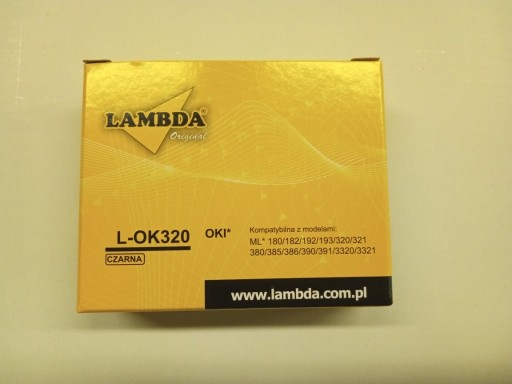 LAMBDA®
Original
L-OK320 OKI*
CZARNA
Kompatybilna z modelami:
ML* 180/182/192/193/320/321
380/385/386/390/391/3320/3321
www.lambda.com.pl